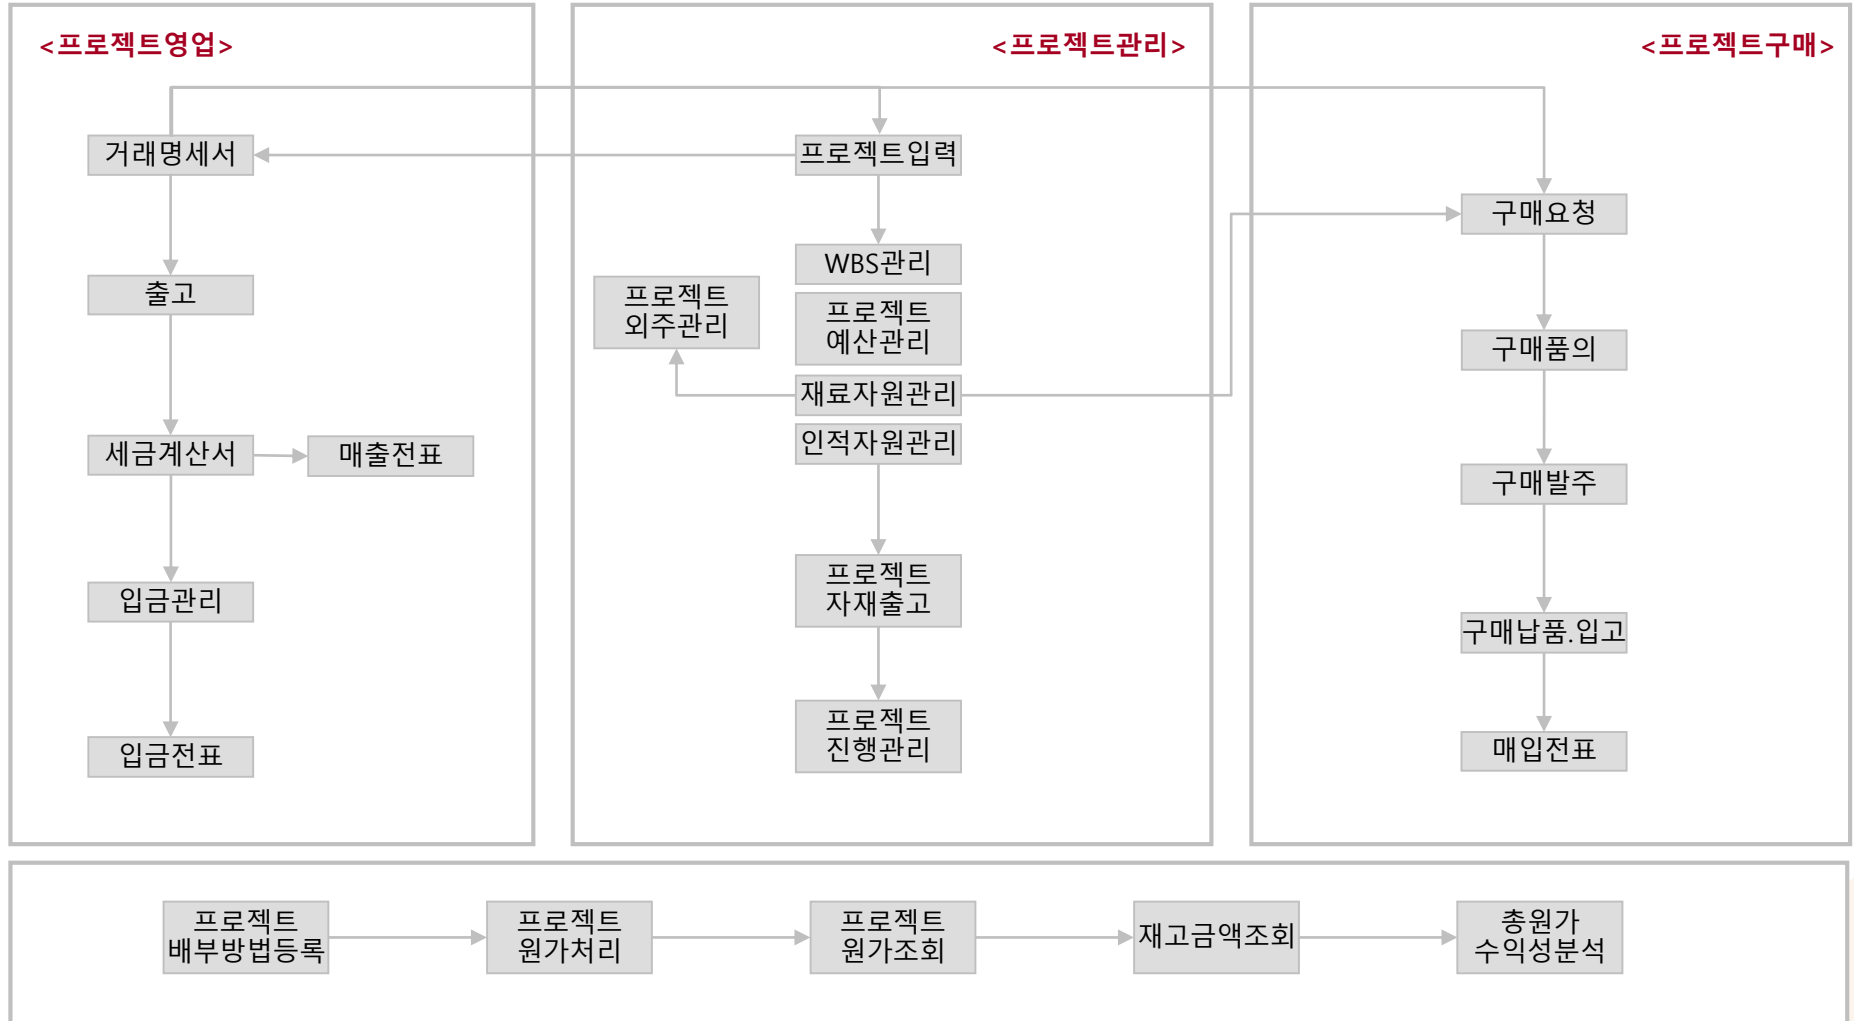 <프로젝트영업>
거래명세서
출고
세금계산서
매출전표
입금관리
입금전표
<프로젝트관리>
프로젝트입력
WBS관리
프로젝트
외주관리
프로젝트
예산관리
재료자원관리
인적자원관리
프로젝트
자재출고
프로젝트
진행관리
<프로젝트구매>
구매요청
구매품의
구매발주
구매납품.입고
매입전표
프로젝트
배부방법등록
프로젝트
원가처리
프로젝트
원가조회
재고금액조회
총원가
수익성분석